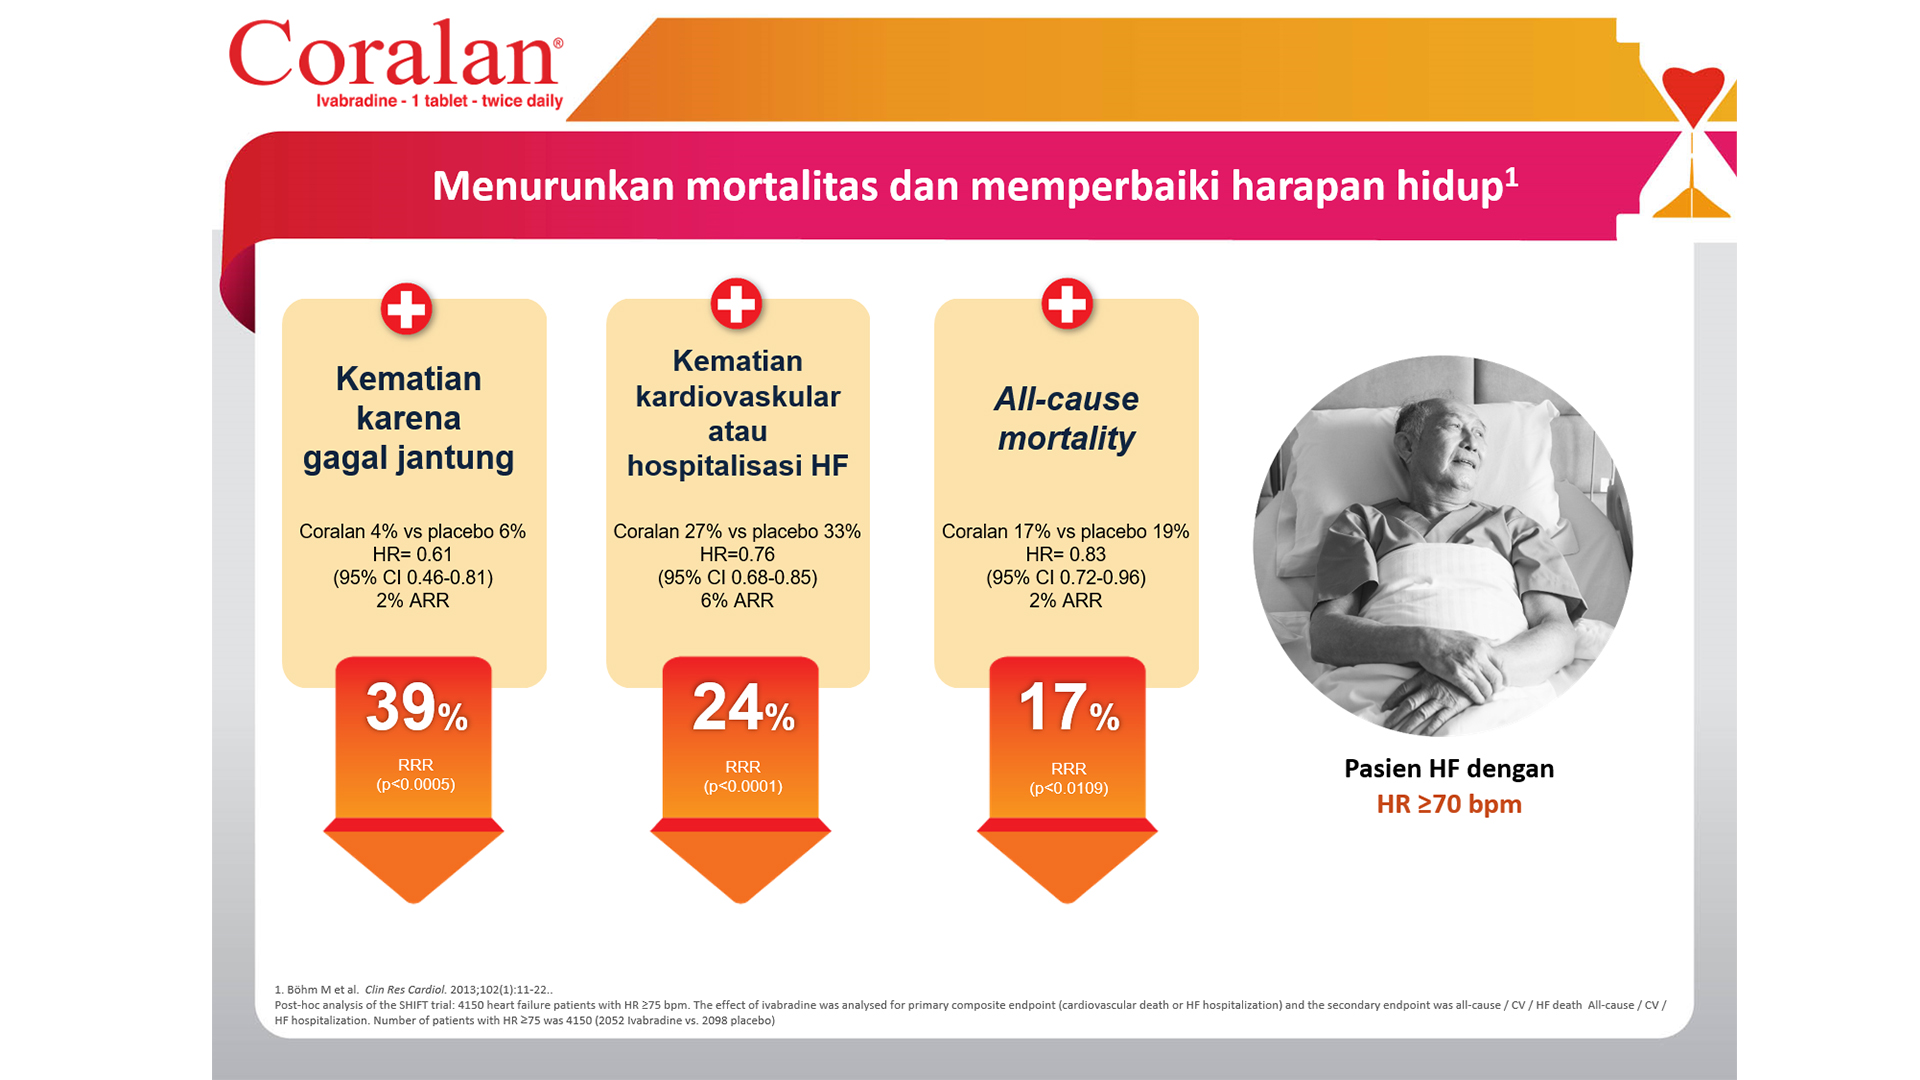 Coralan®
Ivabradine - 1 tablet - twice daily
Menurunkan mortalitas dan memperbaiki harapan hidup¹
Kematian
karena
gagal jantung
Coralan 4% vs placebo 6%
HR= 0.61
(95% CI 0.46-0.81)
2% ARR
39%
RRR
(p<0.0005)
Kematian
kardiovaskular
atau
hospitalisasi HF
Coralan 27% vs placebo 33%
HR=0.76
(95% CI 0.68-0.85)
6% ARR
24%
RRR
(p<0.0001)
All-cause
mortality
Coralan 17% vs placebo 19%
HR= 0.83
(95% CI 0.72-0.96)
2% ARR
17%
RRR
(p<0.0109)
Pasien HF dengan
HR ≥70 bpm
1. Böhm M et al. Clin Res Cardiol. 2013;102(1):11-22..
Post-hoc analysis of the SHIFT trial: 4150 heart failure patients with HR ≥75 bpm. The effect of ivabradine was analysed for primary composite endpoint (cardiovascular death or HF hospitalization) and the secondary endpoint was all-cause / CV / HF death All-cause / CV /
HF hospitalization. Number of patients with HR ≥75 was 4150 (2052 Ivabradine vs. 2098 placebo)